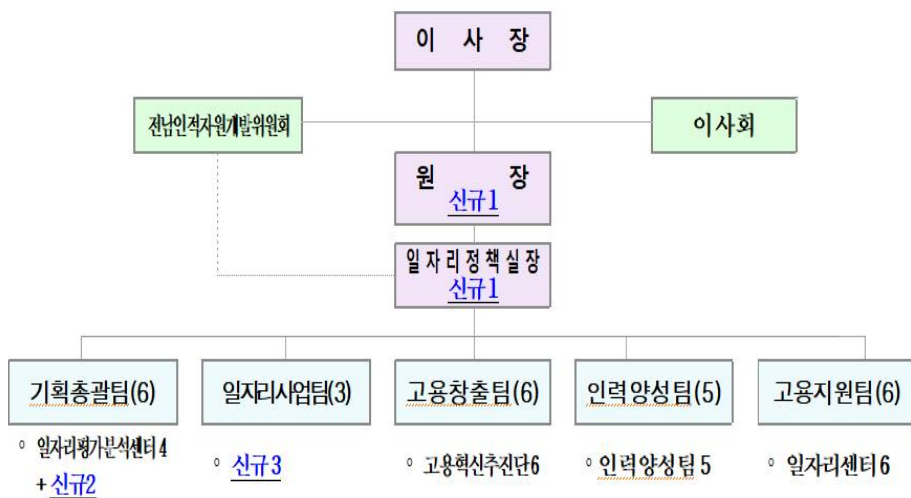 이 사 장
전남인적자원개발위원회
이사회
원 장
신규1
일자리정책실장
신규1
기획총괄팀(6)
일자리사업팀(3)
고용창출팀(6)
인력양성팀(5)
고용지원팀(6)
◦ 일자리평가분석센터4
+ 신규2
◦ 신규3
◦ 고용혁신추진단6
◦ 인력양성팀5
◦ 일자리센터6